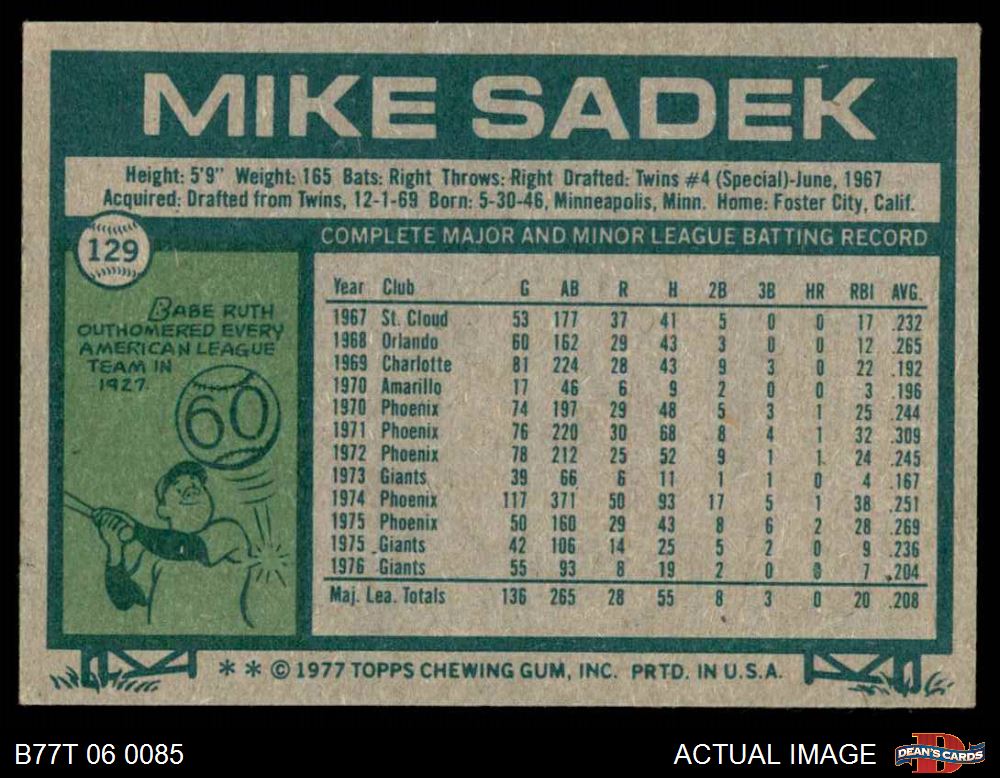 MIKE SADEK
Height: 5'9" Weight: 165 Bats: Right Throws: Right Drafted: Twins #4 (Special)-June, 1967
Acquired: Drafted from Twins, 12-1-69 Born: 5-30-46, Minneapolis, Minn. Home: Foster City, Calif.
129
BABE RUTH
OUTHOMERED EVERY
AMERICAN LEAGUE
TEAM IN
1927.
60
COMPLETE MAJOR AND MINOR LEAGUE BATTING RECORD
Year Club G AB R H 2B 3B HR RBI AVG.
1967 St. Cloud 53 177 37 41 5 0 0 17 .232
1968 Orlando 60 162 29 43 3 0 0 12 .265
1969 Charlotte 81 224 28 43 9 3 0 22 .192
1970 Amarillo 17 46 6 9 2 0 0 3 .196
1970 Phoenix 74 197 29 48 5 3 1 25 .244
1971 Phoenix 76 220 30 68 8 4 1 32 .309
1972 Phoenix 78 212 25 52 9 1 1 24 .245
1973 Giants 39 66 6 11 1 1 0 4 .167
1974 Phoenix 117 371 50 93 17 5 1 38 .251
1975 Phoenix 50 160 29 43 8 6 2 28 .269
1975 Giants 42 106 14 25 5 2 0 9 .236
1976 Giants 55 93 8 19 2 0 0 7 .204
Maj. Lea. Totals 136 265 28 55 8 3 0 20 .208
* * © 1977 TOPPS CHEWING GUM, INC. PRTD. IN U.S.A.
B77T 06 0085
ACTUAL IMAGE
D
DEAN'S CARDS